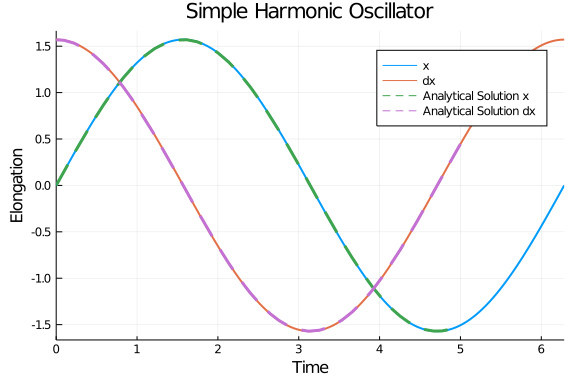 Simple Harmonic Oscillator
x
dx
Analytical Solution x
Analytical Solution dx
1.5
1.0
0.5
0.0
-0.5
-1.0
-1.5
Elongation
0 1 2 3 4 5 6
Time